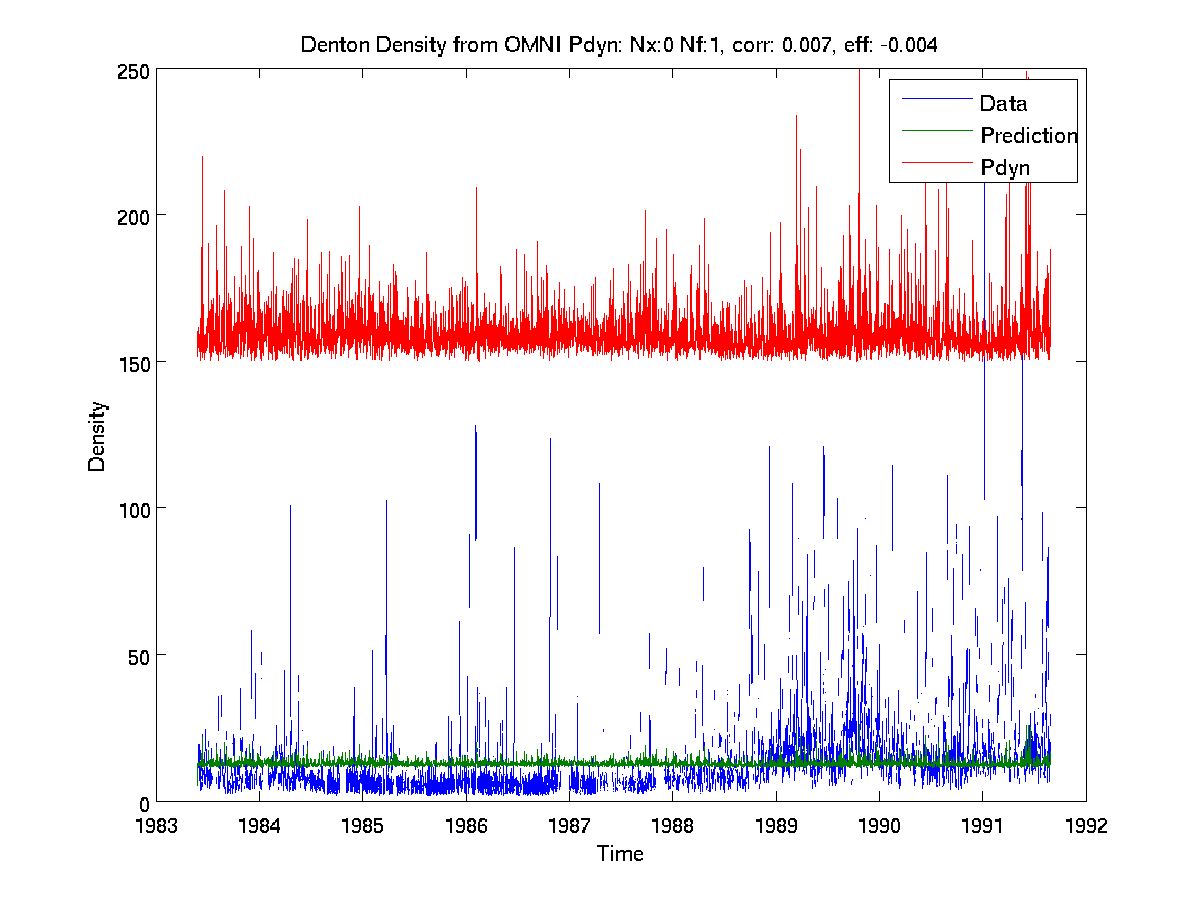 Denton Density from OMNI Pdyn: Nx:0 Nf:1, corr: 0.007, eff: -0.004
250
200
150
100
50
0
Density
Data
Prediction
Pdyn
1983 1984 1985 1986 1987 1988 1989 1990 1991 1992
Time